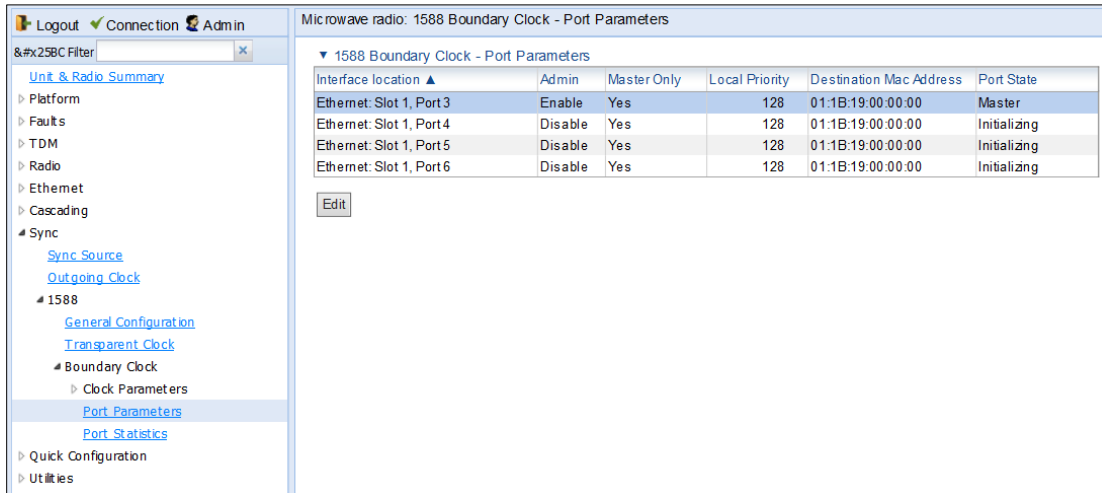 Logout Connection Admin
&#x25BC Filter
Unit & Radio Summary
Platform
Faults
TDM
Radio
Ethernet
Cascading
Sync
Sync Source
Outgoing Clock
1588
General Configuration
Transparent Clock
Boundary Clock
Clock Parameters
Port Parameters
Port Statistics
Quick Configuration
Utilities
Microwave radio: 1588 Boundary Clock - Port Parameters
▼ 1588 Boundary Clock - Port Parameters
Interface location ▲ Admin Master Only Local Priority Destination Mac Address Port State
Ethernet: Slot 1, Port 3 Enable Yes 128 01:1B:19:00:00:00 Master
Ethernet: Slot 1, Port 4 Disable Yes 128 01:1B:19:00:00:00 Initializing
Ethernet: Slot 1, Port 5 Disable Yes 128 01:1B:19:00:00:00 Initializing
Ethernet: Slot 1, Port 6 Disable Yes 128 01:1B:19:00:00:00 Initializing
Edit